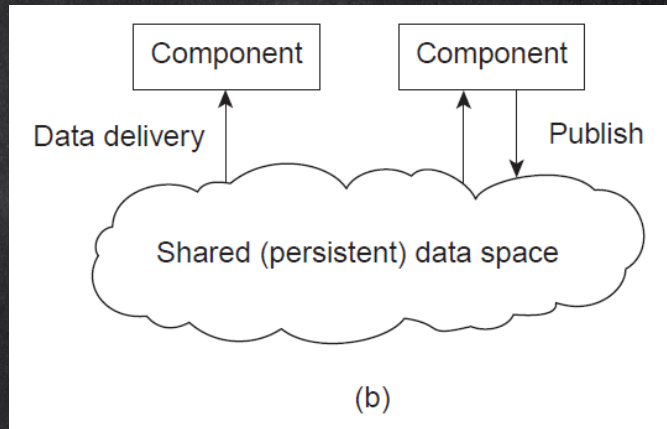 Component
Component
Data delivery
Publish
Shared (persistent) data space
(b)